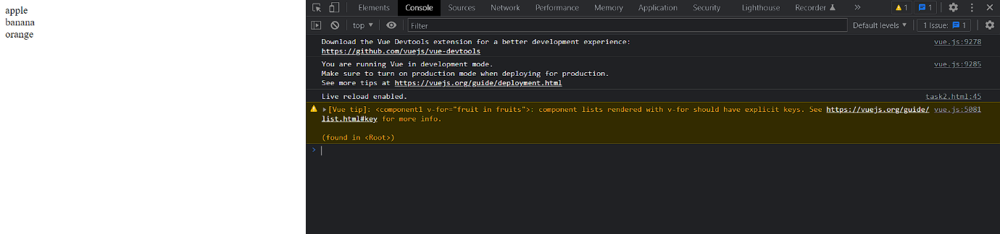 apple
banana
orange
Elements Console Sources Network Performance Memory Application Security Lighthouse Recorder 1 1
top Filter Default levels 1 Issue: 1
Download the Vue Devtools extension for a better development experience: vue.js:9278
https://github.com/vuejs/vue-devtools
You are running Vue in development mode. vue.js:9285
Make sure to turn on production mode when deploying for production.
See more tips at https://vuejs.org/guide/deployment.html
Live reload enabled. task2.html:45
[Vue tip]: <component1 v-for="fruit in fruits">: component lists rendered with v-for should have explicit keys. See https://vuejs.org/guide/ vue.js:5081
list.html#key for more info.
(found in <Root>)